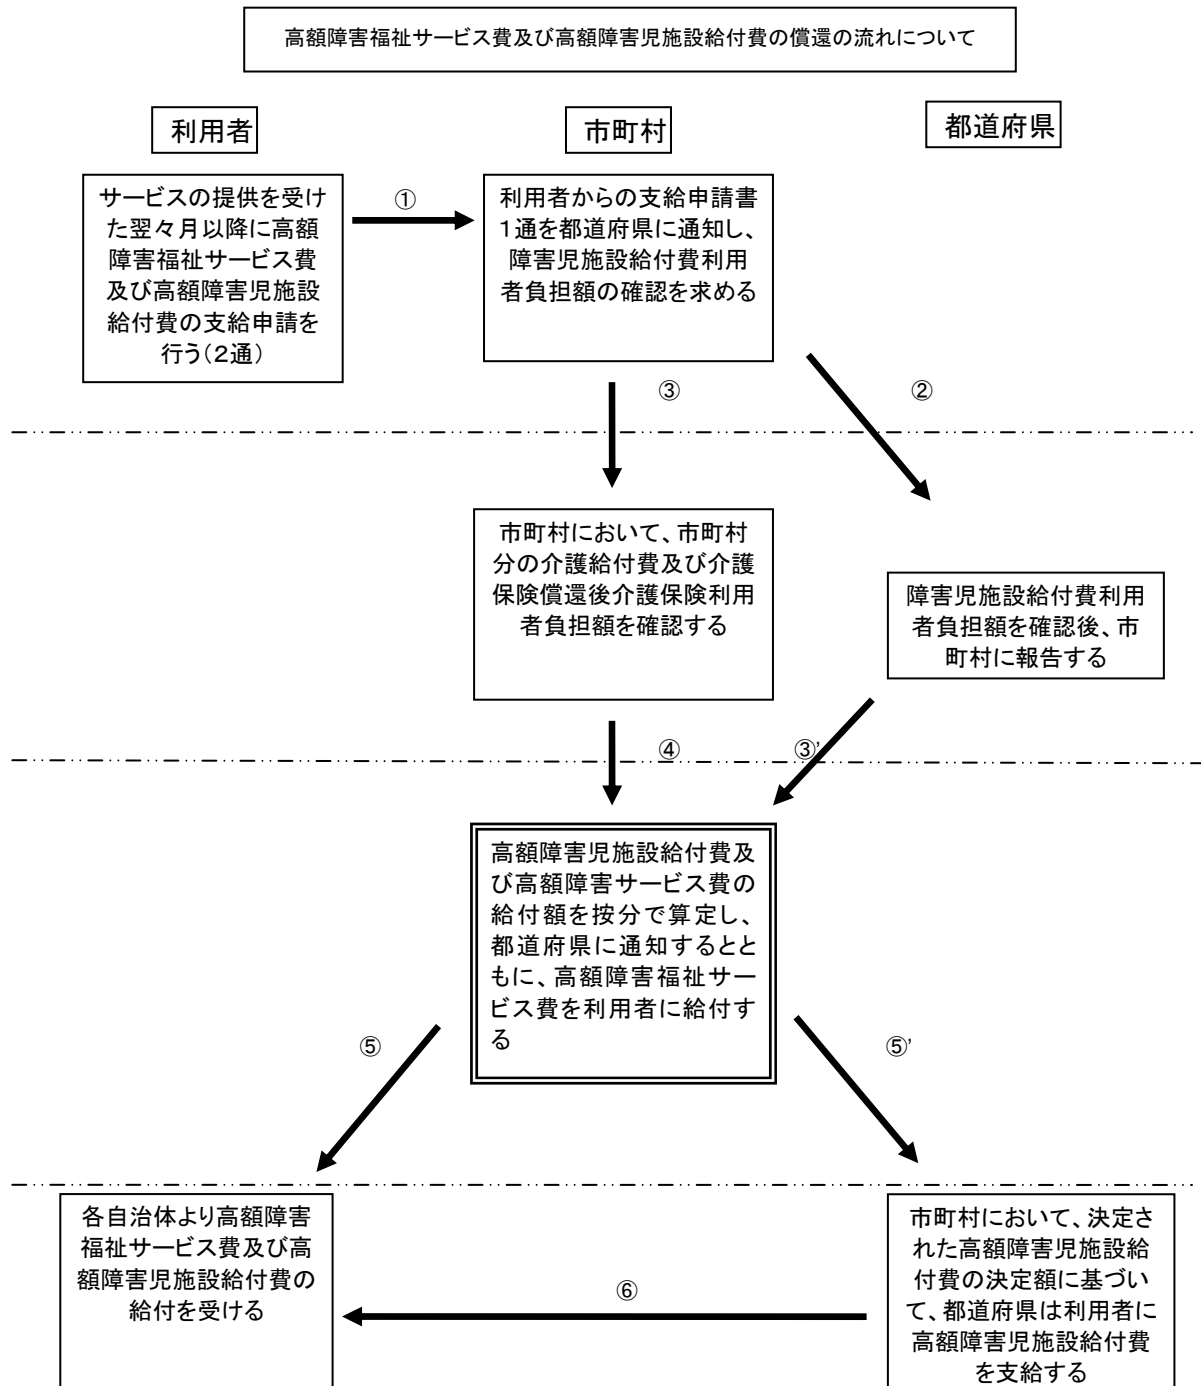 高額障害福祉サービス費及び高額障害児施設給付費の償還の流れについて
利用者
市町村
都道府県
サービスの提供を受け
た翌々月以降に高額
障害福祉サービス費
及び高額障害児施設
給付費の支給申請を
行う(2通)
①
利用者からの支給申請書
1通を都道府県に通知し、
障害児施設給付費利用
者負担額の確認を求める
③
②
市町村において、市町村
分の介護給付費及び介護
保険償還後介護保険利用
者負担額を確認する
障害児施設給付費利用
者負担額を確認後、市
町村に報告する
④
③'
高額障害児施設給付費及
び高額障害サービス費の
給付額を按分で算定し、
都道府県に通知するとと
もに、高額障害福祉サー
ビス費を利用者に給付す
る
⑤
⑤'
各自治体より高額障害
福祉サービス費及び高
額障害児施設給付費の
給付を受ける
⑥
市町村において、決定さ
れた高額障害児施設給
付費の決定額に基づい
て、都道府県は利用者に
高額障害児施設給付費
を支給する